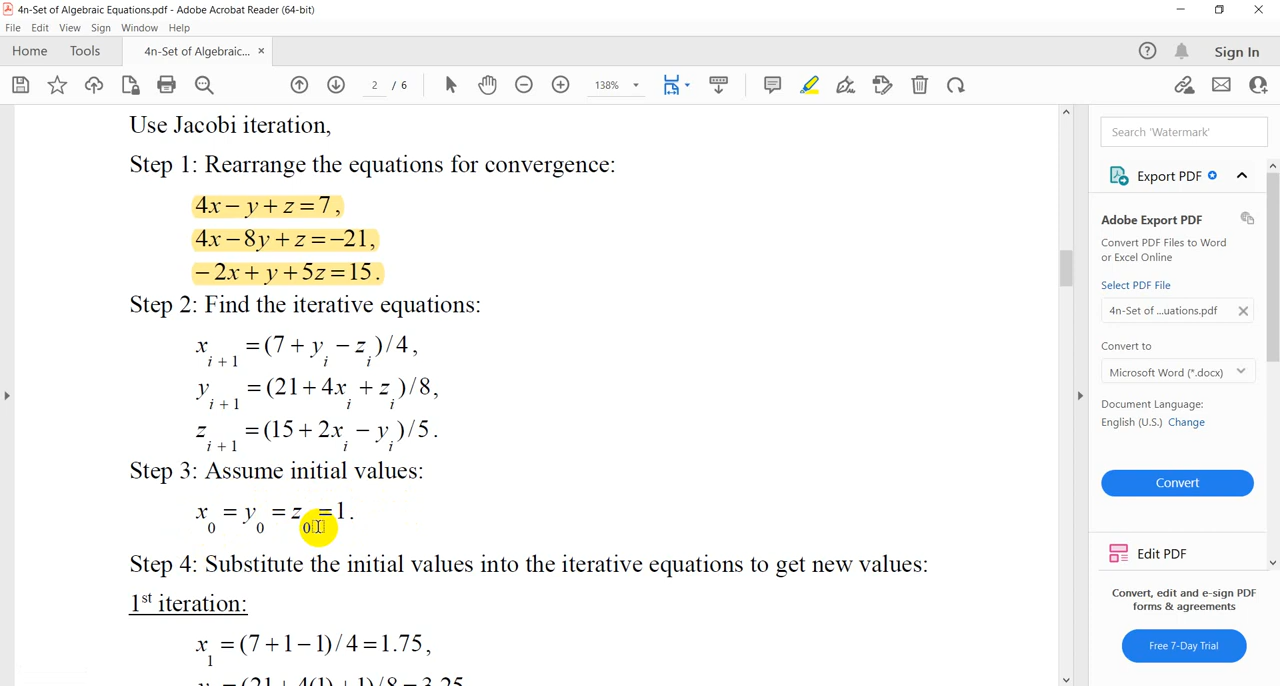 4n-Set of Algebraic Equations.pdf - Adobe Acrobat Reader (64-bit)
File Edit View Sign Window Help
Home Tools 4n-Set of Algebraic... × Sign In
2 / 6 138%
Use Jacobi iteration,
Step 1: Rearrange the equations for convergence:
4x − y + z = 7,
4x − 8y + z = −21,
− 2x + y + 5z = 15.
Step 2: Find the iterative equations:
x_{i+1} = (7 + y_i − z_i)/4,
y_{i+1} = (21 + 4x_i + z_i)/8,
z_{i+1} = (15 + 2x_i − y_i)/5.
Step 3: Assume initial values:
x_0 = y_0 = z_0 = 1.
Step 4: Substitute the initial values into the iterative equations to get new values:
1st iteration:
x_1 = (7 + 1 − 1)/4 = 1.75,
y = (21 + 4(1) + 1)/8 = 3.25
Search 'Watermark'
Export PDF
Adobe Export PDF
Convert PDF Files to Word
or Excel Online
Select PDF File
4n-Set of ...uations.pdf
Convert to
Microsoft Word (*.docx)
Document Language:
English (U.S.) Change
Convert
Edit PDF
Convert, edit and e-sign PDF
forms & agreements
Free 7-Day Trial